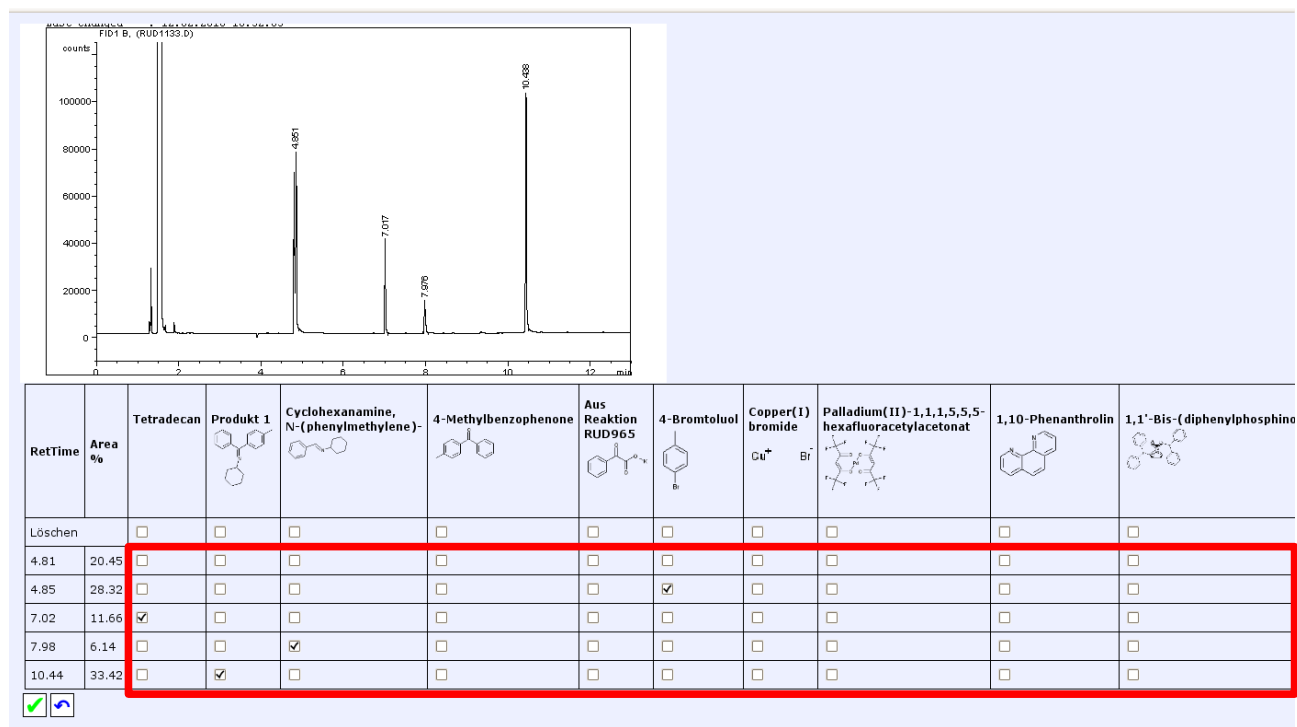 FID1 B, (RUD1133.D)
counts
100000
80000
60000
40000
20000
0
4.851
7.017
7.976
10.438
0 2 4 6 8 10 12 min
RetTime Area % Tetradecan Produkt 1 Cyclohexanamine, N-(phenylmethylene)- 4-Methylbenzophenone Aus Reaktion RUD965 4-Bromtoluol Copper(I) bromide Palladium(II)-1,1,1,5,5,5-hexafluoracetylacetonat 1,10-Phenanthrolin 1,1'-Bis-(diphenylphosphino
Br
Cu+ Br-
Löschen
4.81 20.45
4.85 28.32
7.02 11.66
7.98 6.14
10.44 33.42